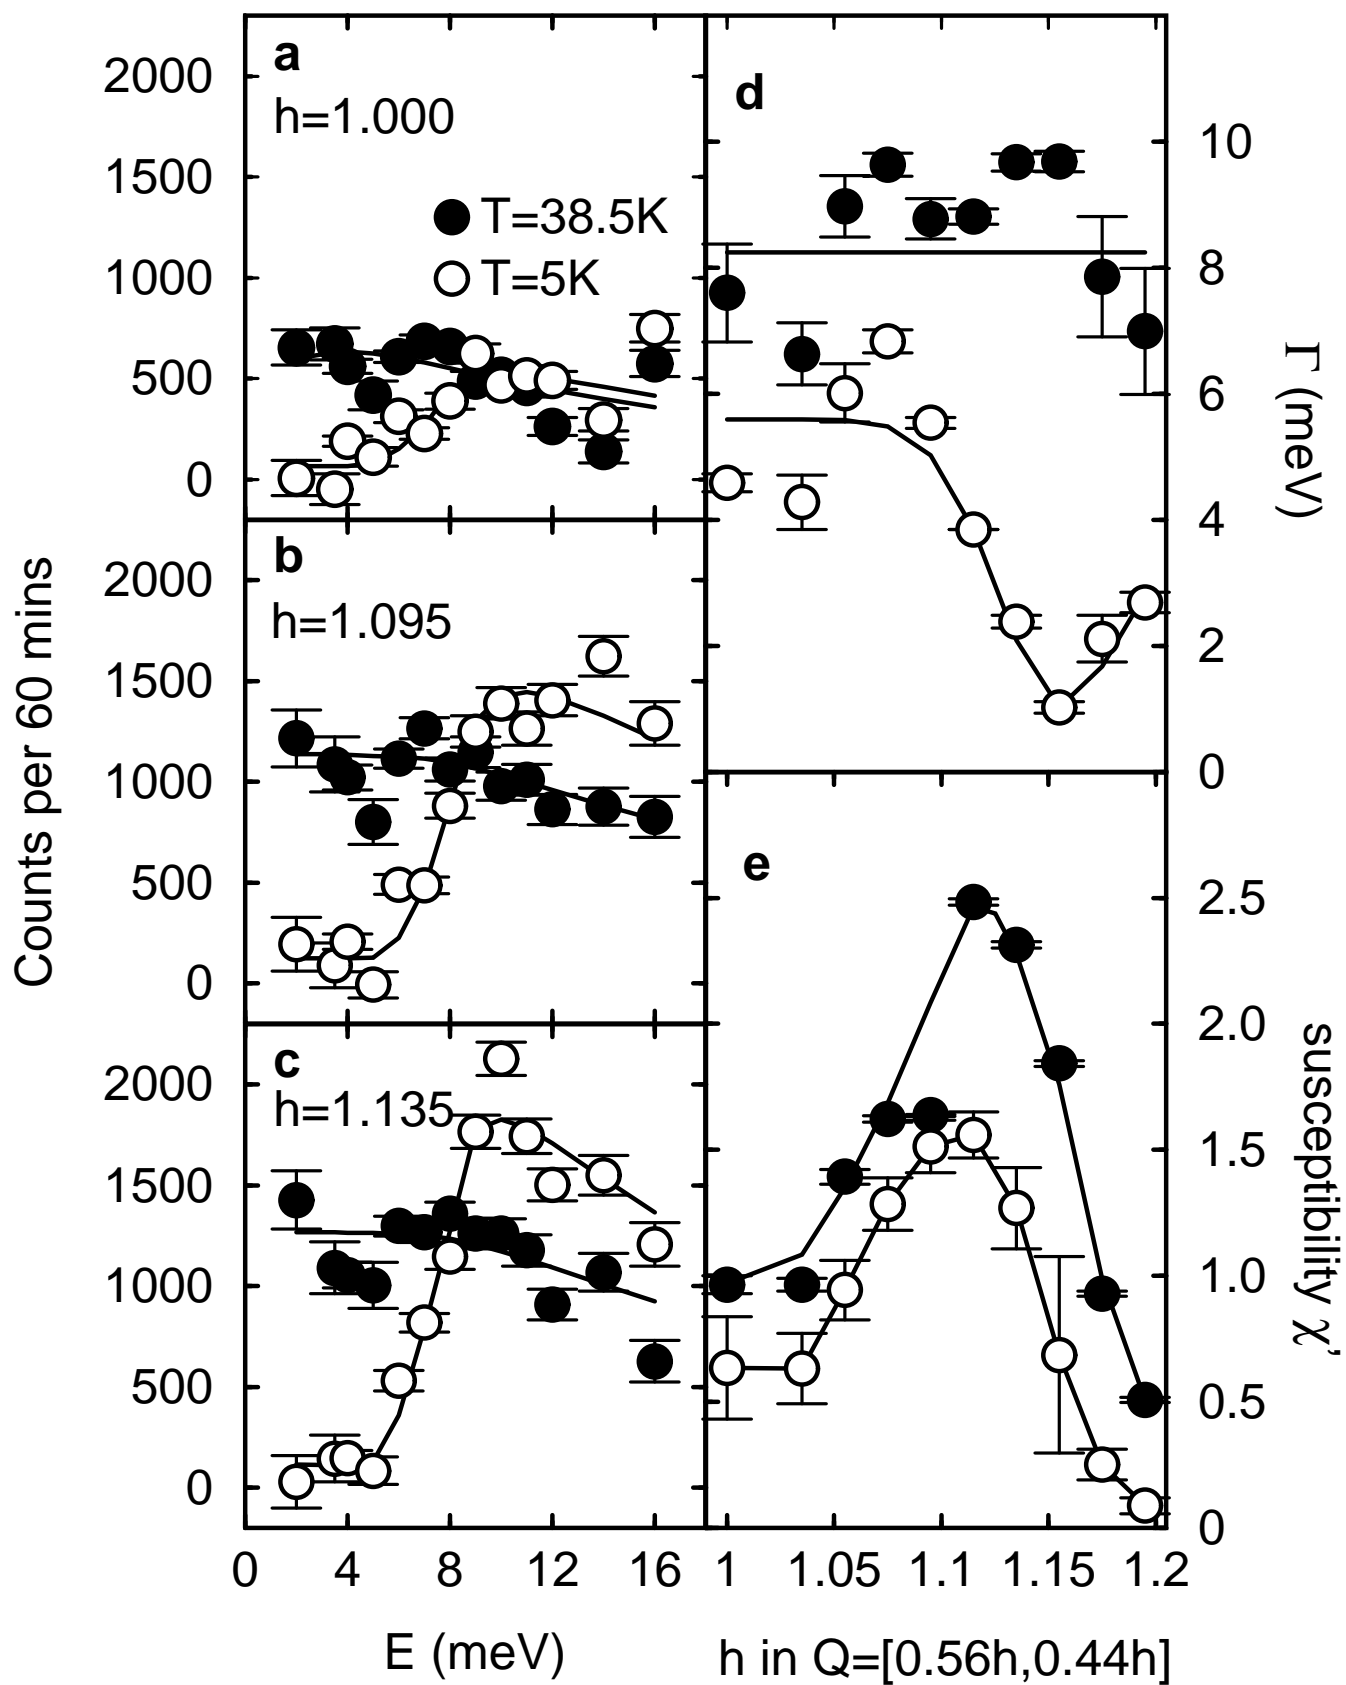 a
h=1.000
T=38.5K
T=5K
2000
1500
1000
500
0
b
h=1.095
2000
1500
1000
500
0
c
h=1.135
2000
1500
1000
500
0
Counts per 60 mins
0 4 8 12 16
E (meV)
d
10
8
6
4
2
0
Γ (meV)
e
2.5
2.0
1.5
1.0
0.5
0
susceptibility χ’
1 1.05 1.1 1.15 1.2
h in Q=[0.56h,0.44h]